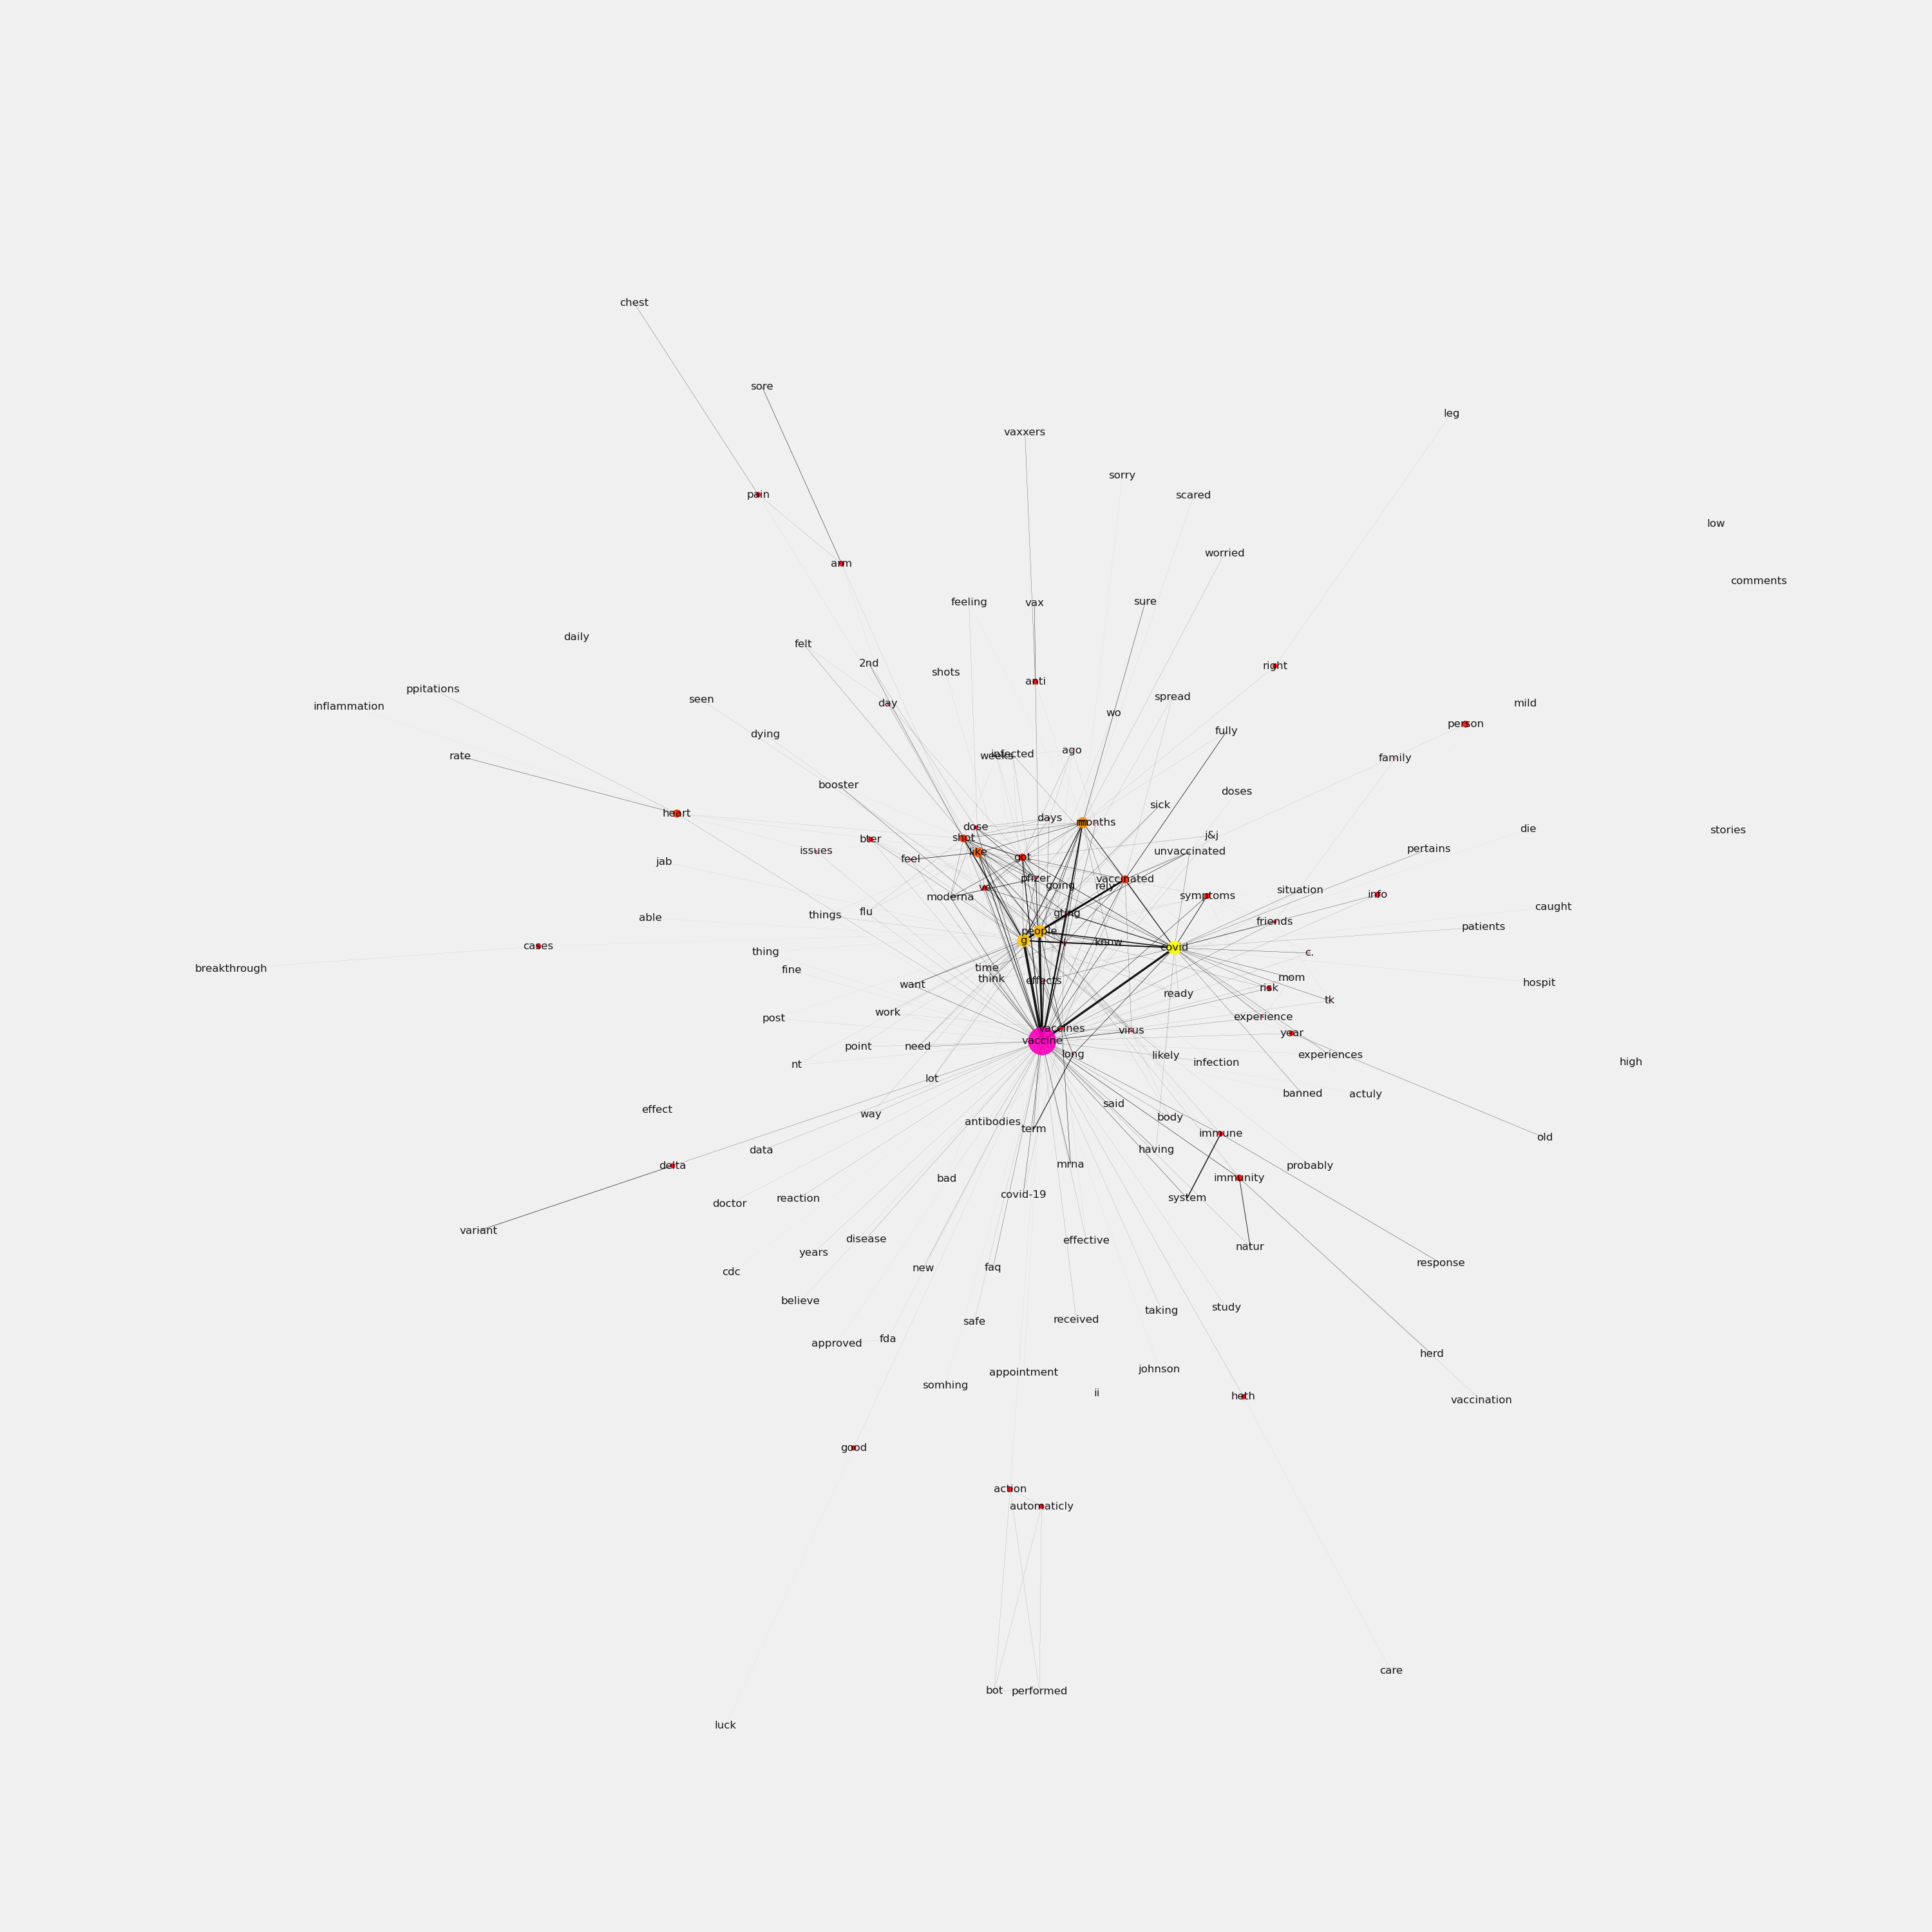 chest
sore
leg
vaxxers
sorry
pain
scared
low
worried
arm
comments
feeling
vax
sure
daily
felt
2nd
right
shots
anti
ppitations
spread
seen
day
mild
inflammation
wo
person
fully
dying
ago
infected
rate
weeks
family
booster
doses
sick
heart
days
months
dose
die
stories
shot
bter
j&j
issues
like
unvaccinated
got
feel
pertains
jab
pfizer
vaccinated
going
rely
ve
situation
info
moderna
symptoms
caught
flu
gting
things
able
friends
patients
people
g
know
cases
covid
thing
c.
time
breakthrough
fine
think
mom
effects
hospit
want
risk
ready
tk
work
experience
post
vaccines
virus
year
vaccine
point
need
long
likely
experiences
high
infection
nt
lot
banned
actuly
said
effect
way
body
antibodies
term
immune
old
data
having
mrna
delta
probably
bad
immunity
covid-19
reaction
system
doctor
variant
disease
effective
natur
years
response
new
faq
cdc
believe
study
taking
received
safe
fda
approved
herd
johnson
appointment
somhing
ii
heth
vaccination
good
action
automaticly
care
bot
performed
luck